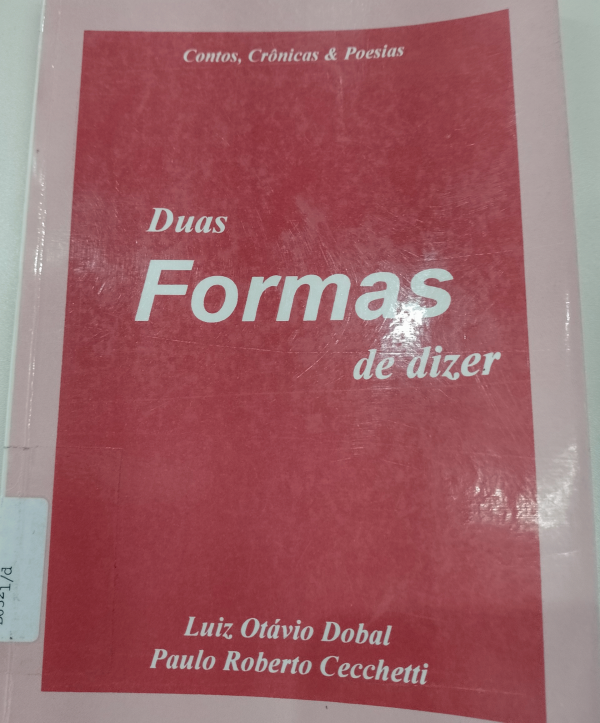 Contos, Crônicas & Poesias
Duas
Formas
de dizer
Luiz Otávio Dobal
Paulo Roberto Cecchetti